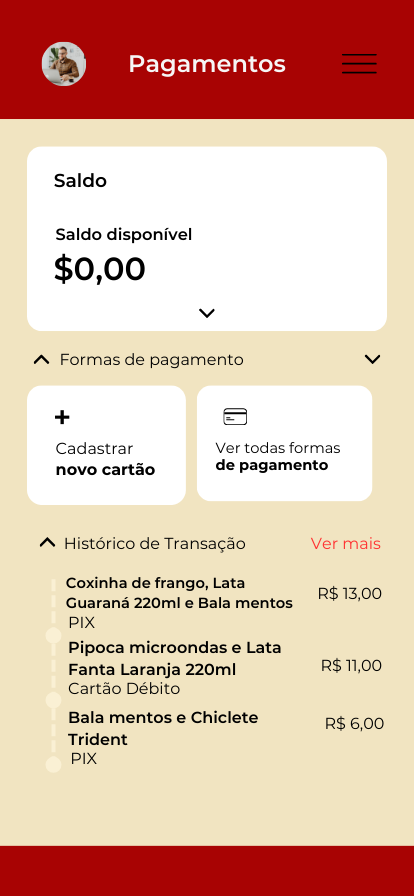 Pagamentos
Saldo
Saldo disponível
$0,00
Formas de pagamento
Cadastrar
novo cartão
Ver todas formas
de pagamento
Histórico de Transação
Ver mais
Coxinha de frango, Lata
Guaraná 220ml e Bala mentos
PIX
R$ 13,00
Pipoca microondas e Lata
Fanta Laranja 220ml
Cartão Débito
R$ 11,00
Bala mentos e Chiclete
Trident
PIX
R$ 6,00